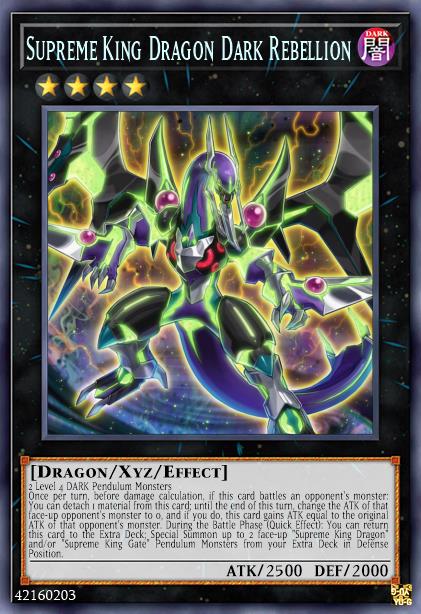 Supreme King Dragon Dark Rebellion
DARK
闇
[Dragon/Xyz/Effect]
2 Level 4 DARK Pendulum Monsters
Once per turn, before damage calculation, if this card battles an opponent's monster:
You can detach 1 material from this card; until the end of this turn, change the ATK of that
face-up opponent's monster to 0, and if you do, this card gains ATK equal to the original
ATK of that opponent's monster. During the Battle Phase (Quick Effect): You can return
this card to the Extra Deck; Special Summon up to 2 face-up "Supreme King Dragon"
and/or "Supreme King Gate" Pendulum Monsters from your Extra Deck in Defense
Position.
ATK/2500 DEF/2000
42160203